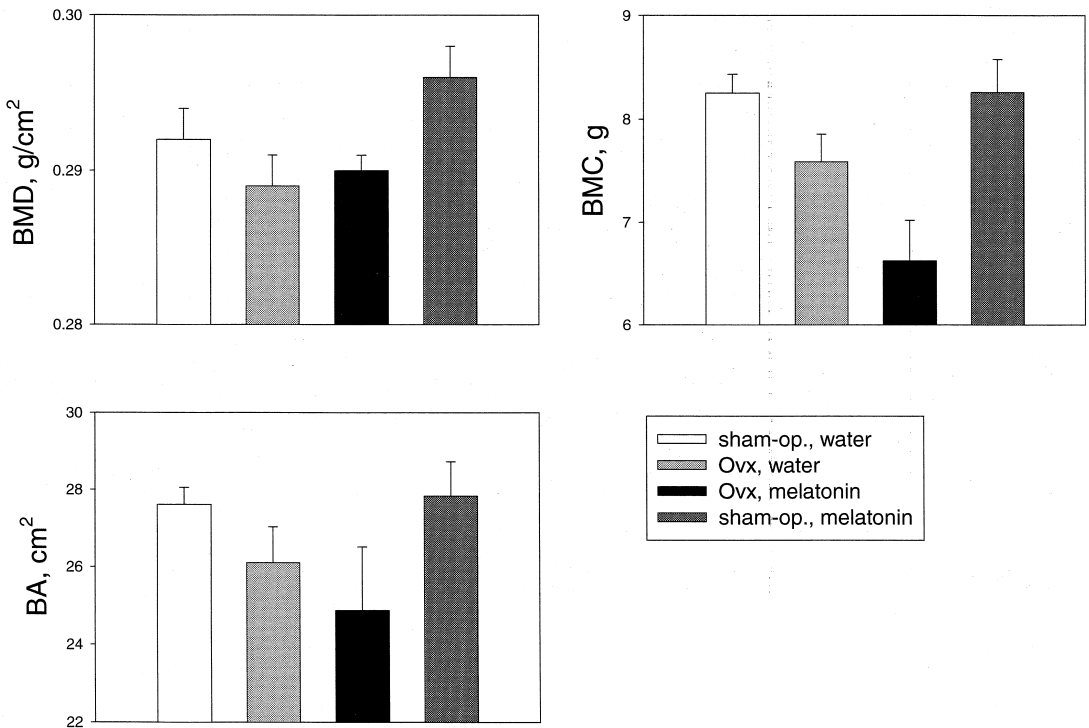 0.30
0.29
0.28
BMD, g/cm²
9
8
7
6
BMC, g
30
28
26
24
22
BA, cm²
sham-op., water
Ovx, water
Ovx, melatonin
sham-op., melatonin